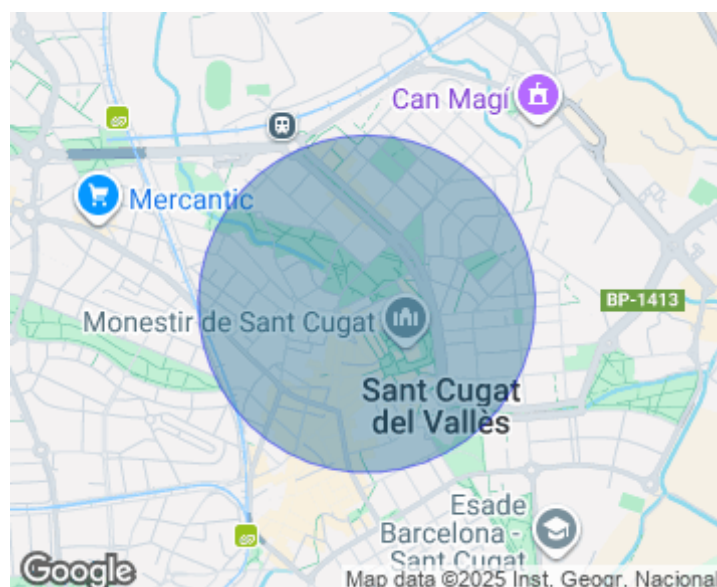 Can Magí
Mercantic
BP-1413
Monestir de Sant Cugat
Sant Cugat
del Vallès
Esade
Barcelona -
Sant Cugat
Google
Map data ©2025 Inst. Geogr. Nacional